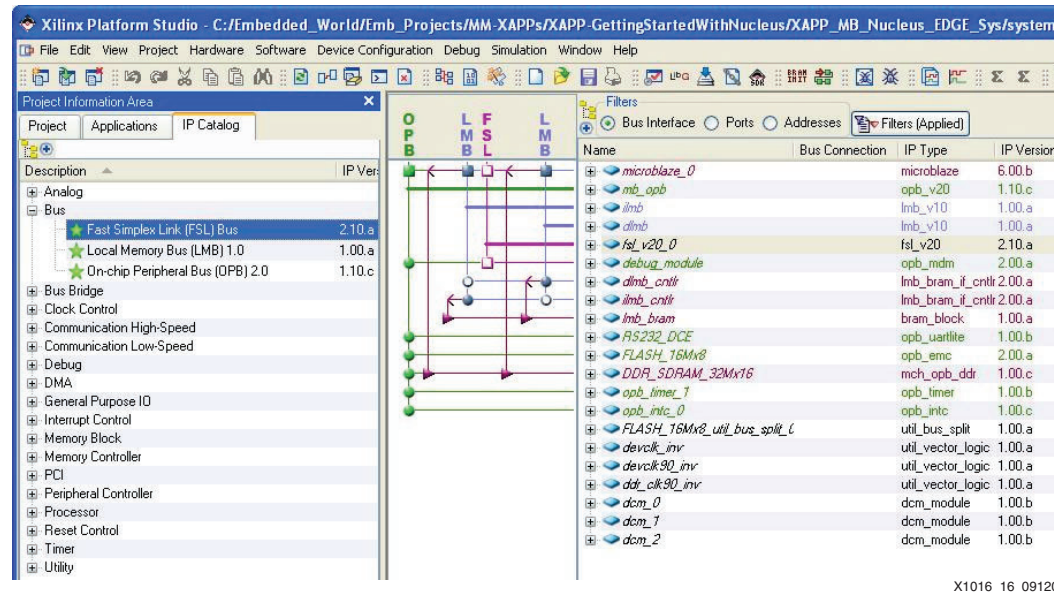 Xilinx Platform Studio - C:/Embedded_World/Emb_Projects/MM-XAPPs/XAPP-GettingStartedWithNucleus/XAPP_MB_Nucleus_EDGE_Sys/system
File Edit View Project Hardware Software Device Configuration Debug Simulation Window Help
Project Information Area
Project Applications IP Catalog
Description IP Ver
Analog
Bus
Fast Simplex Link (FSL) Bus 2.10.a
Local Memory Bus (LMB) 1.0 1.00.a
On-chip Peripheral Bus (OPB) 2.0 1.10.c
Bus Bridge
Clock Control
Communication High-Speed
Communication Low-Speed
Debug
DMA
General Purpose IO
Interrupt Control
Memory Block
Memory Controller
PCI
Peripheral Controller
Processor
Reset Control
Timer
Utility
OPB LMB FSL LMB
Filters
Bus Interface Ports Addresses Filters (Applied)
Name Bus Connection IP Type IP Version
microblaze_0 microblaze 6.00.b
mb_opb opb_v20 1.10.c
ilmb lmb_v10 1.00.a
dlmb lmb_v10 1.00.a
fsl_v20_0 fsl_v20 2.10.a
debug_module opb_mdm 2.00.a
dlmb_cntlr lmb_bram_if_cntlr 2.00.a
ilmb_cntlr lmb_bram_if_cntlr 2.00.a
lmb_bram bram_block 1.00.a
RS232_DCE opb_uartlite 1.00.b
FLASH_16Mx8 opb_emc 2.00.a
DDR_SDRAM_32Mx16 mch_opb_ddr 1.00.c
opb_timer_1 opb_timer 1.00.b
opb_intc_0 opb_intc 1.00.c
FLASH_16Mx8_util_bus_split_ util_bus_split 1.00.a
devclk_inv util_vector_logic 1.00.a
devclk90_inv util_vector_logic 1.00.a
ddr_clk90_inv util_vector_logic 1.00.a
dcm_0 dcm_module 1.00.b
dcm_1 dcm_module 1.00.b
dcm_2 dcm_module 1.00.b
X1016_16_09120